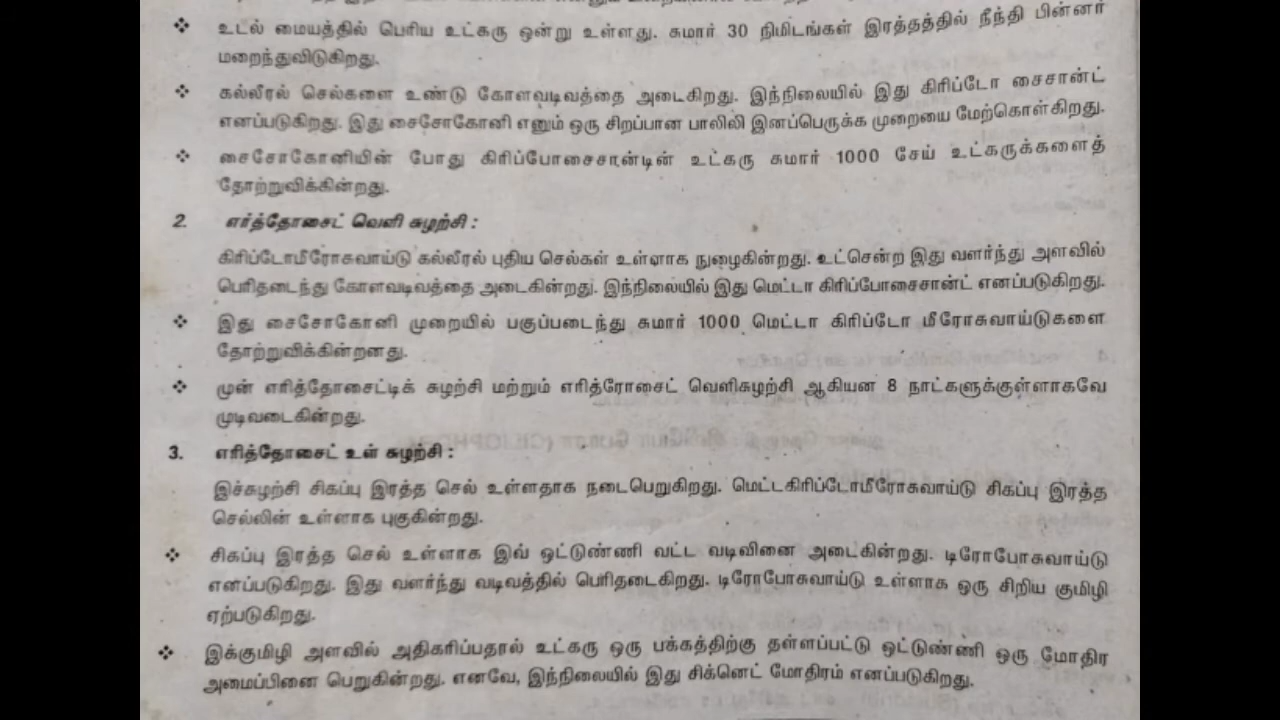 ❖ உடல் மையத்தில் பெரிய உட்கரு ஒன்று உள்ளது. சுமார் 30 நிமிடங்கள் இரத்தத்தில் நீந்தி பின்னர்
மறைந்துவிடுகிறது.
❖ கல்லீரல் செல்களை உண்டு கோளவடிவத்தை அடைகிறது. இந்நிலையில் இது கிரிப்டோ சைசாண்ட்
எனப்படுகிறது. இது சைசோகோனி எனும் ஒரு சிறப்பான பாலிலி இனப்பெருக்க முறையை மேற்கொள்கிறது.
❖ சைசோகோனியின் போது கிரிப்போசைசான்டின் உட்கரு சுமார் 1000 சேய் உட்கருக்களைத்
தோற்றுவிக்கின்றது.
2. எர்த்தோசைட் வெளி சுழற்சி :
கிரிப்டோமீரோசுவாய்டு கல்லீரல் புதிய செல்கள் உள்ளாக நுழைகின்றது. உட்சென்ற இது வளர்ந்து அளவில்
பெரிதடைந்து கோளவடிவத்தை அடைகின்றது. இந்நிலையில் இது மெட்டா கிரிப்போசைசான்ட் எனப்படுகிறது.
❖ இது சைசோகோனி முறையில் பகுப்படைந்து சுமார் 1000 மெட்டா கிரிப்டோ மீரோசுவாய்டுகளை
தோற்றுவிக்கின்றனது.
❖ முன் எரித்தோசைட்டிக் சுழற்சி மற்றும் எரித்ரோசைட் வெளிசுழற்சி ஆகியன 8 நாட்களுக்குள்ளாகவே
முடிவடைகின்றது.
3. எரித்தோசைட் உள் சுழற்சி :
இச்சுழற்சி சிகப்பு இரத்த செல் உள்ளதாக நடைபெறுகிறது. மெட்டகிரிப்டோமீரோசுவாய்டு சிகப்பு இரத்த
செல்லின் உள்ளாக புகுகின்றது.
❖ சிகப்பு இரத்த செல் உள்ளாக இவ் ஒட்டுண்ணி வட்ட வடிவினை அடைகின்றது. டிரோபோசுவாய்டு
எனப்படுகிறது. இது வளர்ந்து வடிவத்தில் பெரிதடைகிறது. டிரோபோசுவாய்டு உள்ளாக ஒரு சிறிய குமிழி
ஏற்படுகிறது.
❖ இக்குமிழி அளவில் அதிகரிப்பதால் உட்கரு ஒரு பக்கத்திற்கு தள்ளப்பட்டு ஒட்டுண்ணி ஒரு மோதிர
அமைப்பினை பெறுகின்றது. எனவே, இந்நிலையில் இது சிக்னெட் மோதிரம் எனப்படுகிறது.